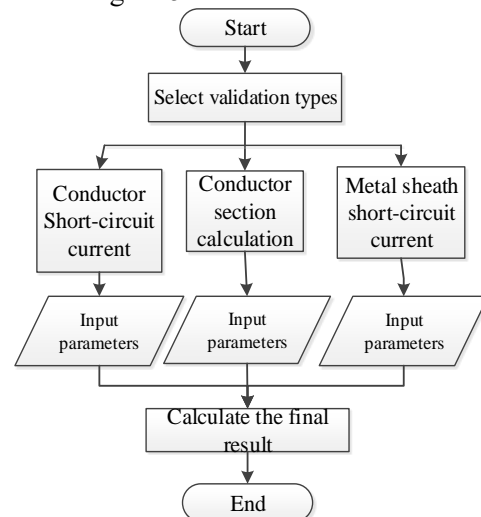 Start
Select validation types
Conductor
Short-circuit
current
Conductor
section
calculation
Metal sheath
short-circuit
current
Input
parameters
Input
parameters
Input
parameters
Calculate the final
result
End